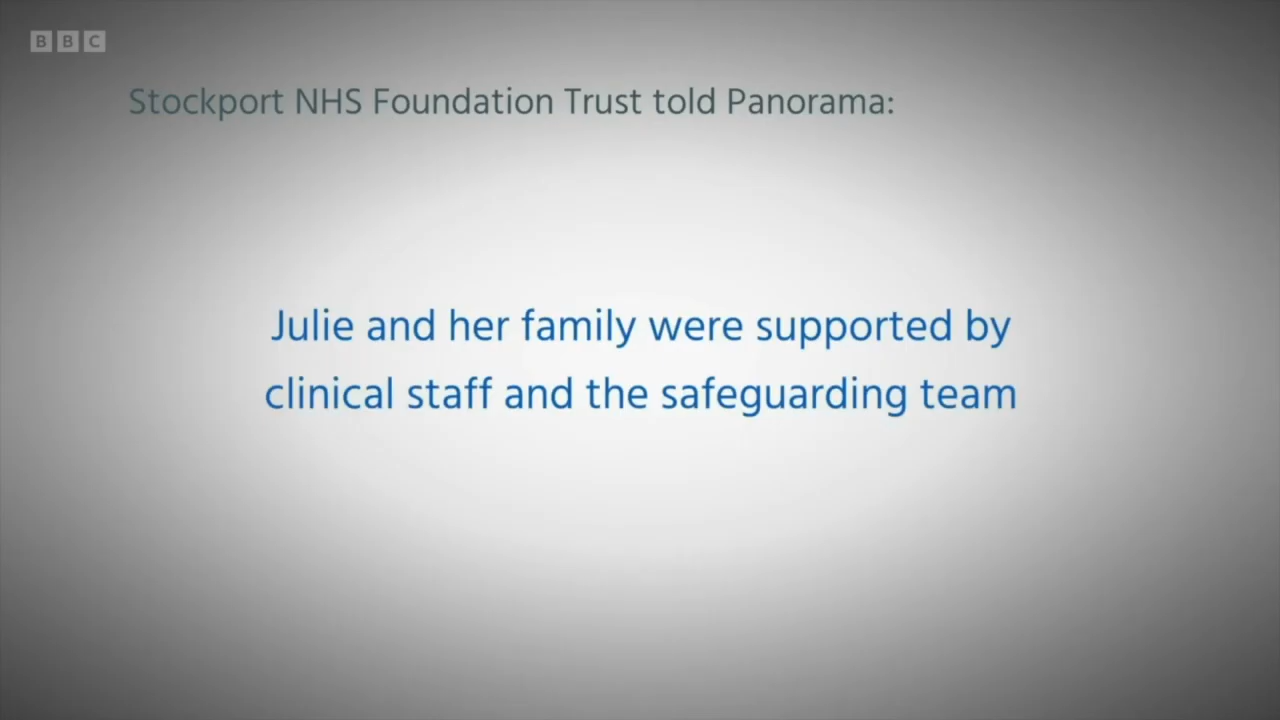 BBC
Stockport NHS Foundation Trust told Panorama:
Julie and her family were supported by
clinical staff and the safeguarding team